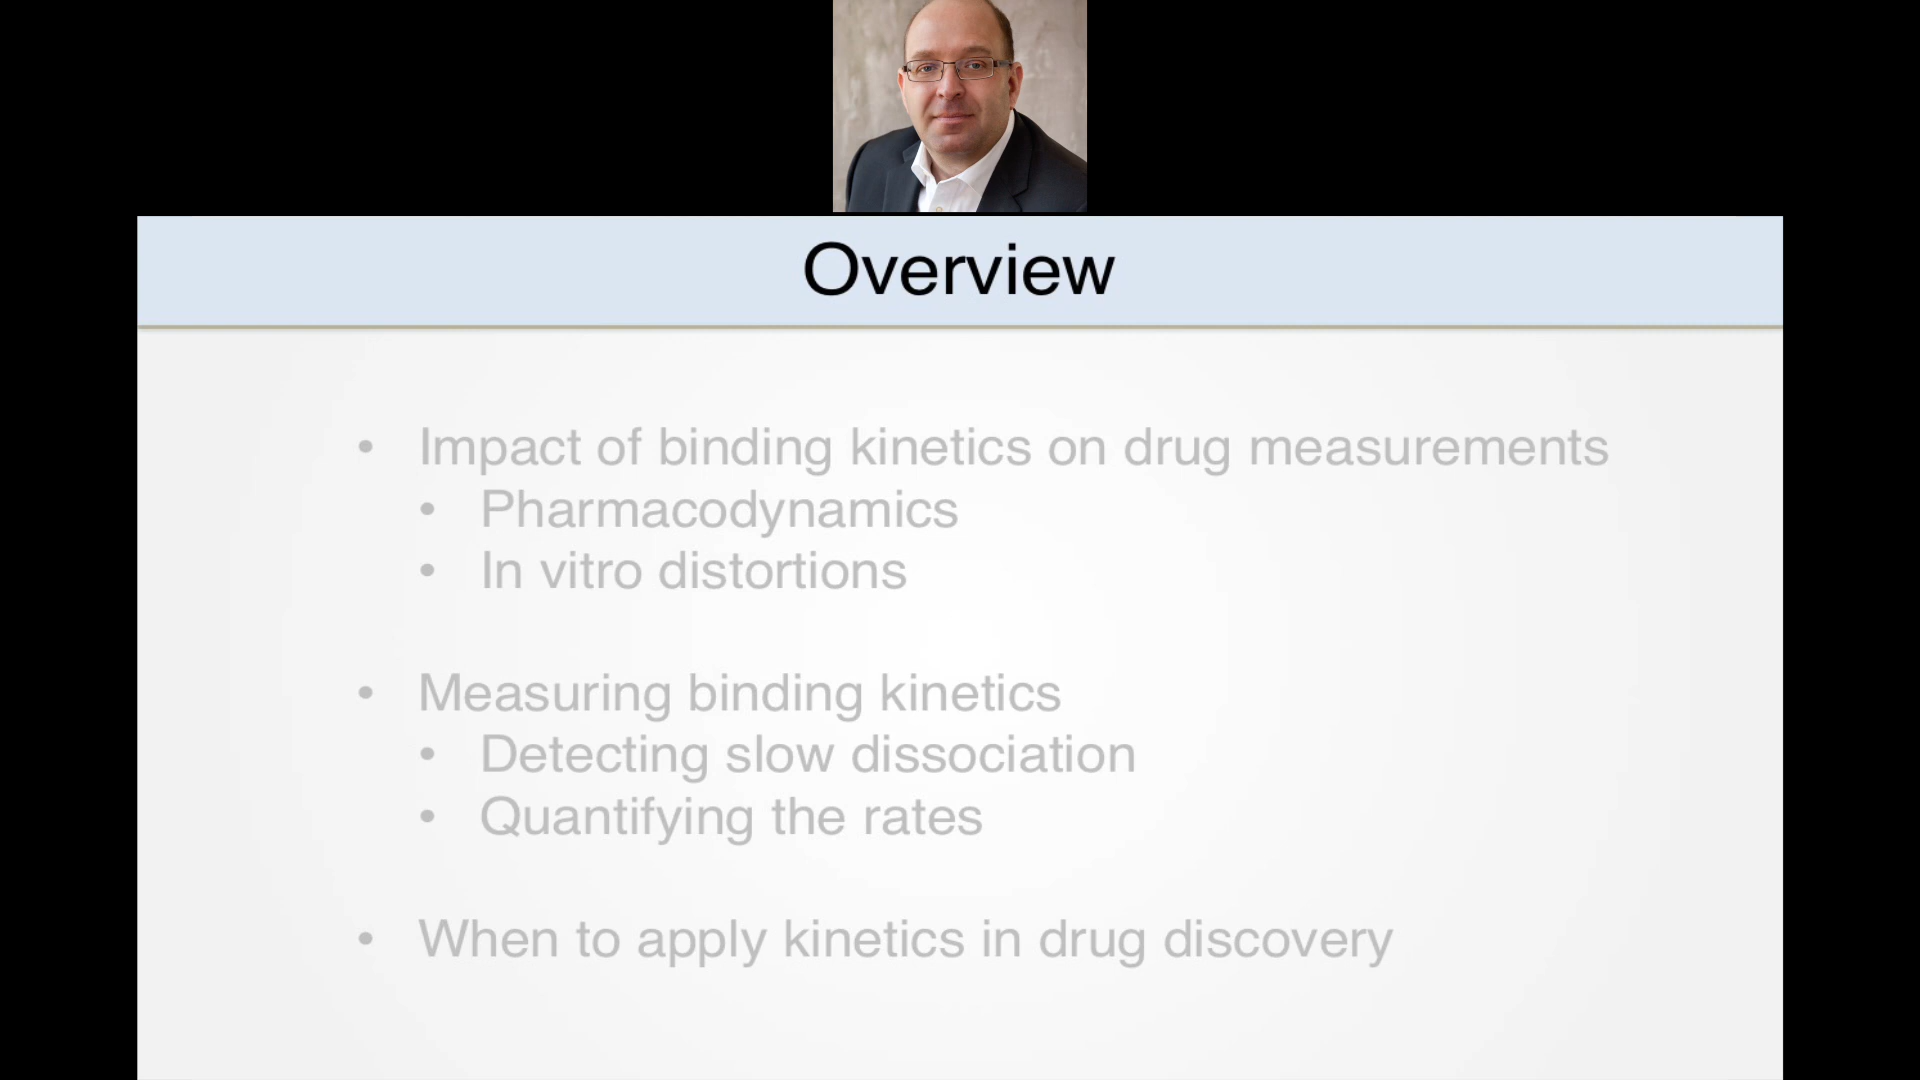 Overview
• Impact of binding kinetics on drug measurements
• Pharmacodynamics
• In vitro distortions
• Measuring binding kinetics
• Detecting slow dissociation
• Quantifying the rates
• When to apply kinetics in drug discovery